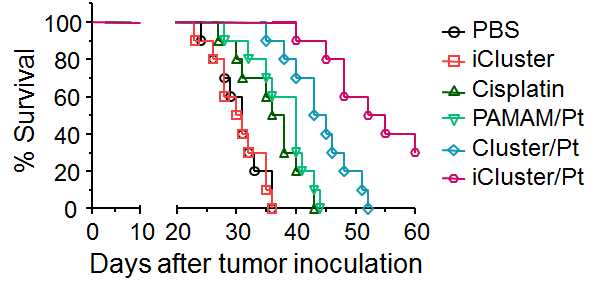 % Survival
100
80
60
40
20
0
0 10 20 30 40 50 60
Days after tumor inoculation
PBS
iCluster
Cisplatin
PAMAM/Pt
Cluster/Pt
iCluster/Pt